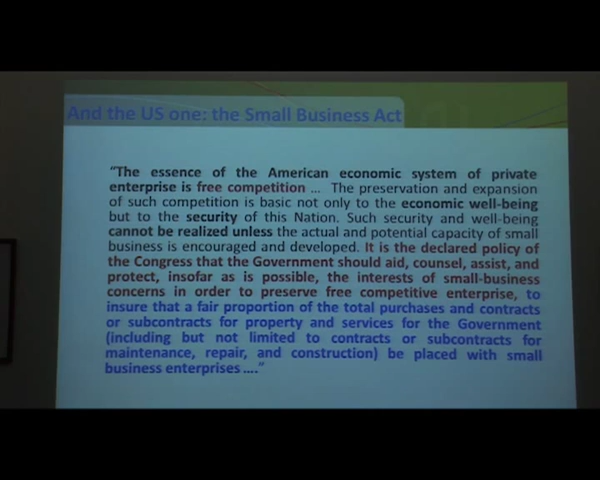 And the US one: the Small Business Act
“The essence of the American economic system of private
enterprise is free competition ... The preservation and expansion
of such competition is basic not only to the economic well-being
but to the security of this Nation. Such security and well-being
cannot be realized unless the actual and potential capacity of small
business is encouraged and developed. It is the declared policy of
the Congress that the Government should aid, counsel, assist, and
protect, insofar as is possible, the interests of small-business
concerns in order to preserve free competitive enterprise, to
insure that a fair proportion of the total purchases and contracts
or subcontracts for property and services for the Government
(including but not limited to contracts or subcontracts for
maintenance, repair, and construction) be placed with small
business enterprises ....”